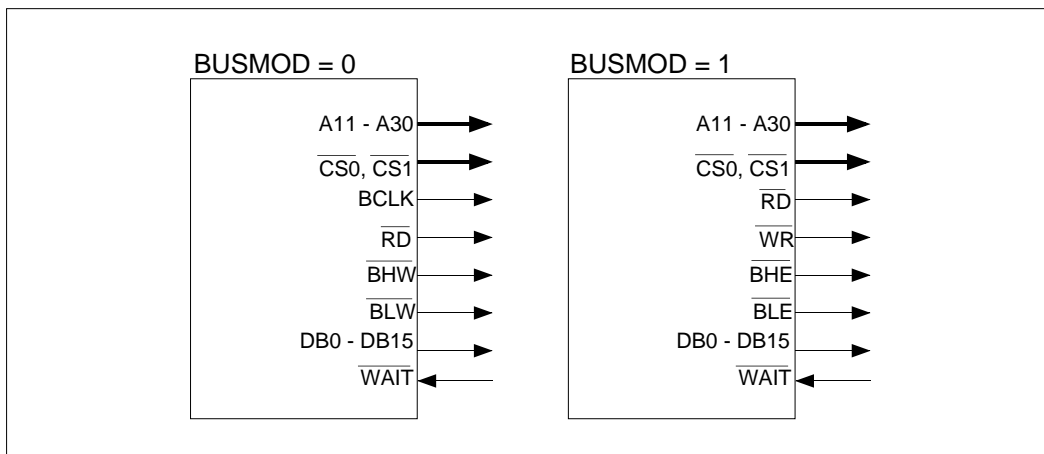 BUSMOD = 0
A11 - A30
CS0, CS1
BCLK
RD
BHW
BLW
DB0 - DB15
WAIT
BUSMOD = 1
A11 - A30
CS0, CS1
RD
WR
BHE
BLE
DB0 - DB15
WAIT